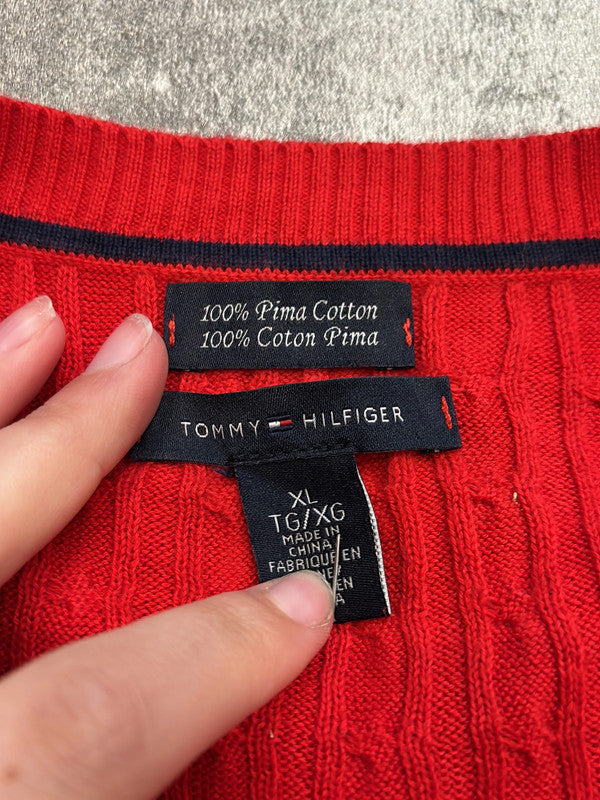 100% Pima Cotton
100% Coton Pima
TOMMY HILFIGER
XL
TG/XG
MADE IN
CHINA
FABRIQUE EN